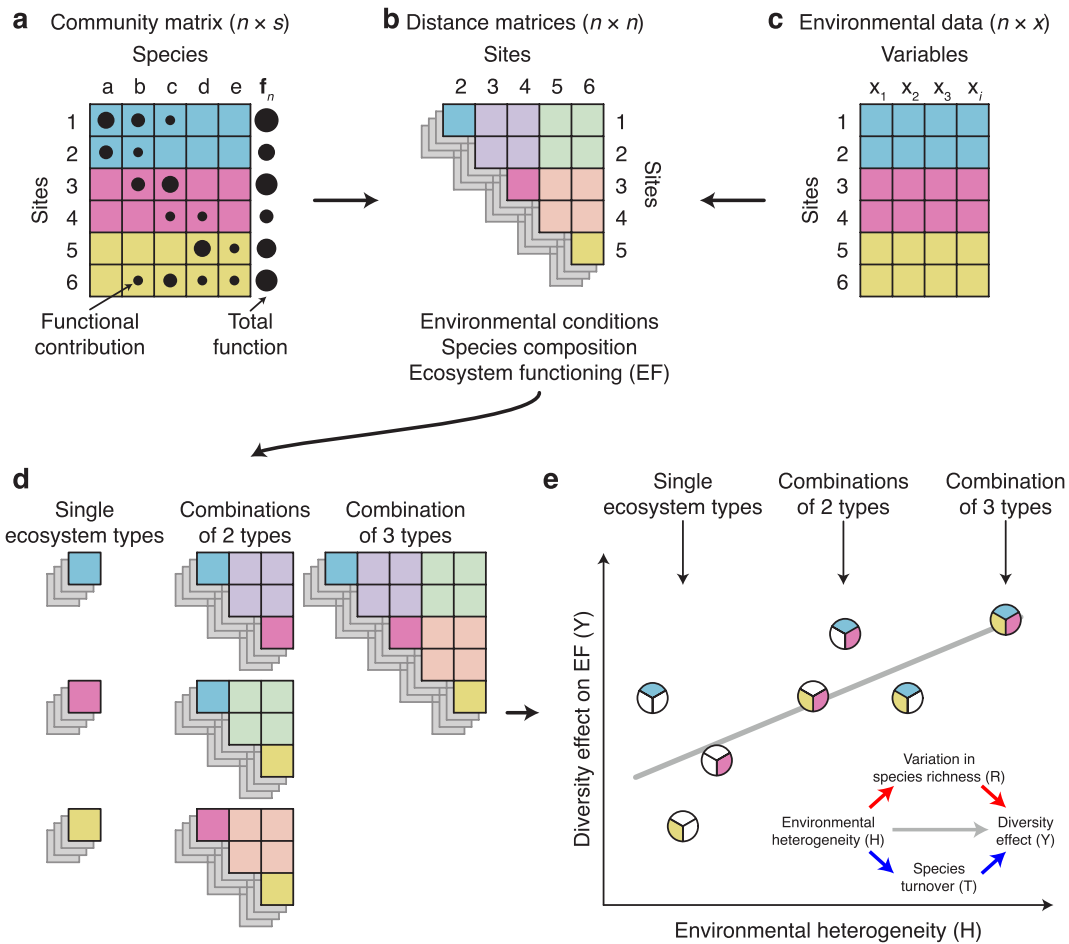 a Community matrix (n × s)
Species
a b c d e fₙ
Sites
1
2
3
4
5
6
Functional
contribution
Total
function
b Distance matrices (n × n)
Sites
2 3 4 5 6
1
2
3
4
5
Sites
Environmental conditions
Species composition
Ecosystem functioning (EF)
c Environmental data (n × x)
Variables
x₁ x₂ x₃ xᵢ
Sites
1
2
3
4
5
6
d
Single
ecosystem types
Combinations
of 2 types
Combination
of 3 types
e
Single
ecosystem types
Combinations
of 2 types
Combination
of 3 types
Diversity effect on EF (Y)
Variation in
species richness (R)
Environmental
heterogeneity (H)
Diversity
effect (Y)
Species
turnover (T)
Environmental heterogeneity (H)